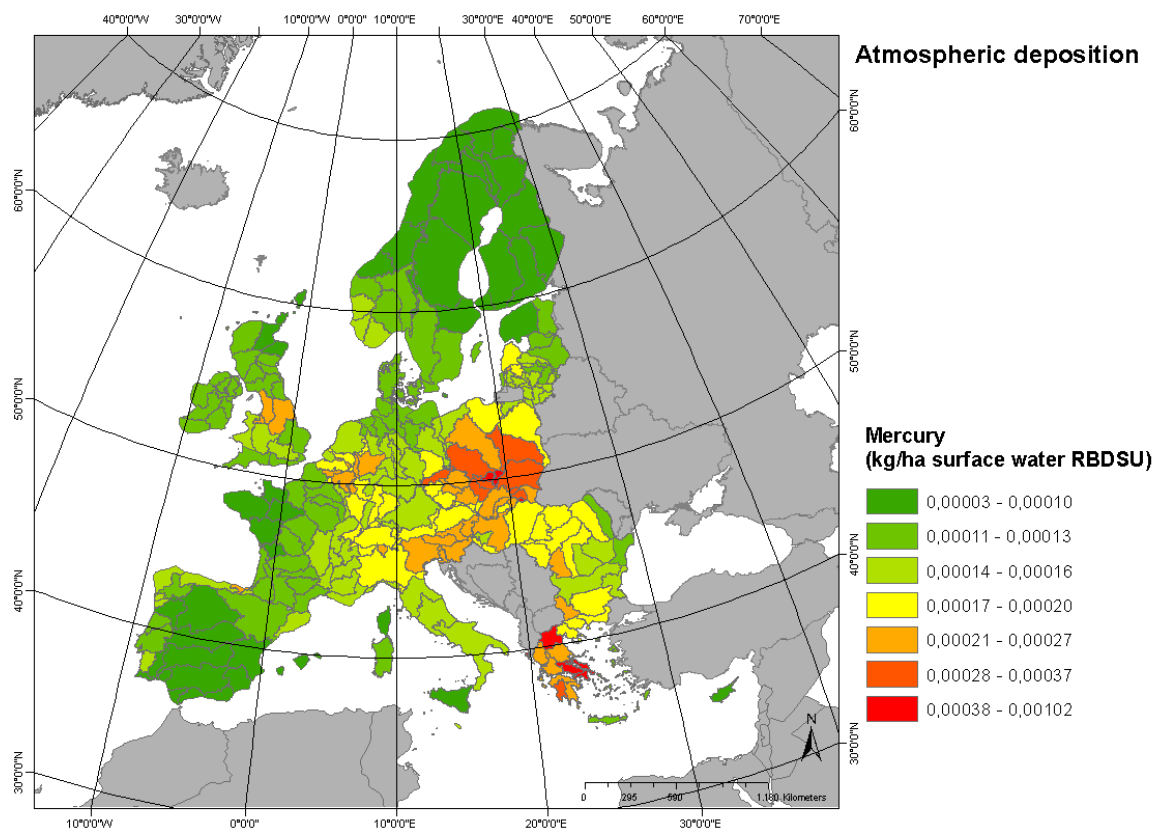 40°0'0"W 30°0'0"W 10°0'0"W 0°0'0" 10°0'0"E 30°0'0"E 40°0'0"E 50°0'0"E 60°0'0"E 70°0'0"E
Atmospheric deposition
60°0'0"N
60°0'0"N
50°0'0"N
50°0'0"N
40°0'0"N
40°0'0"N
30°0'0"N
30°0'0"N
Mercury
(kg/ha surface water RBDSU)
0,00003 - 0,00010
0,00011 - 0,00013
0,00014 - 0,00016
0,00017 - 0,00020
0,00021 - 0,00027
0,00028 - 0,00037
0,00038 - 0,00102
N
0 295 590 1.180 Kilometers
10°0'0"W 0°0'0" 10°0'0"E 20°0'0"E 30°0'0"E